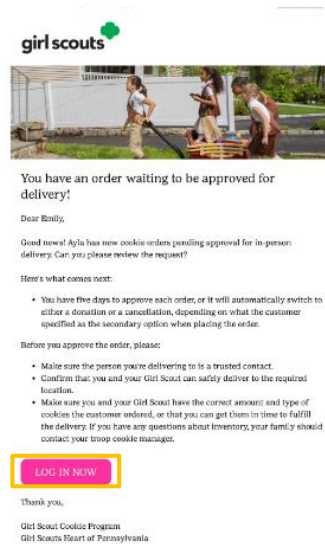 girl scouts
You have an order waiting to be approved for
delivery!
Dear Emily,
Good news! Ayla has new cookie orders pending approval for in-person
delivery. Can you please review the request?
Here's what comes next:
• You have five days to approve each order, or it will automatically switch to
either a donation or a cancellation, depending on what the customer
specified as the secondary option when placing the order.
Before you approve the order, please:
• Make sure the person you're delivering to is a trusted contact.
• Confirm that you and your Girl Scout can safely deliver to the required
location.
• Make sure you and your Girl Scout have the correct amount and type of
cookies the customer ordered, or that you can get them in time to fulfill
the delivery. If you have any questions about inventory, your family should
contact your troop cookie manager.
LOG IN NOW
Thank you,
Girl Scout Cookie Program
Girl Scouts Heart of Pennsylvania